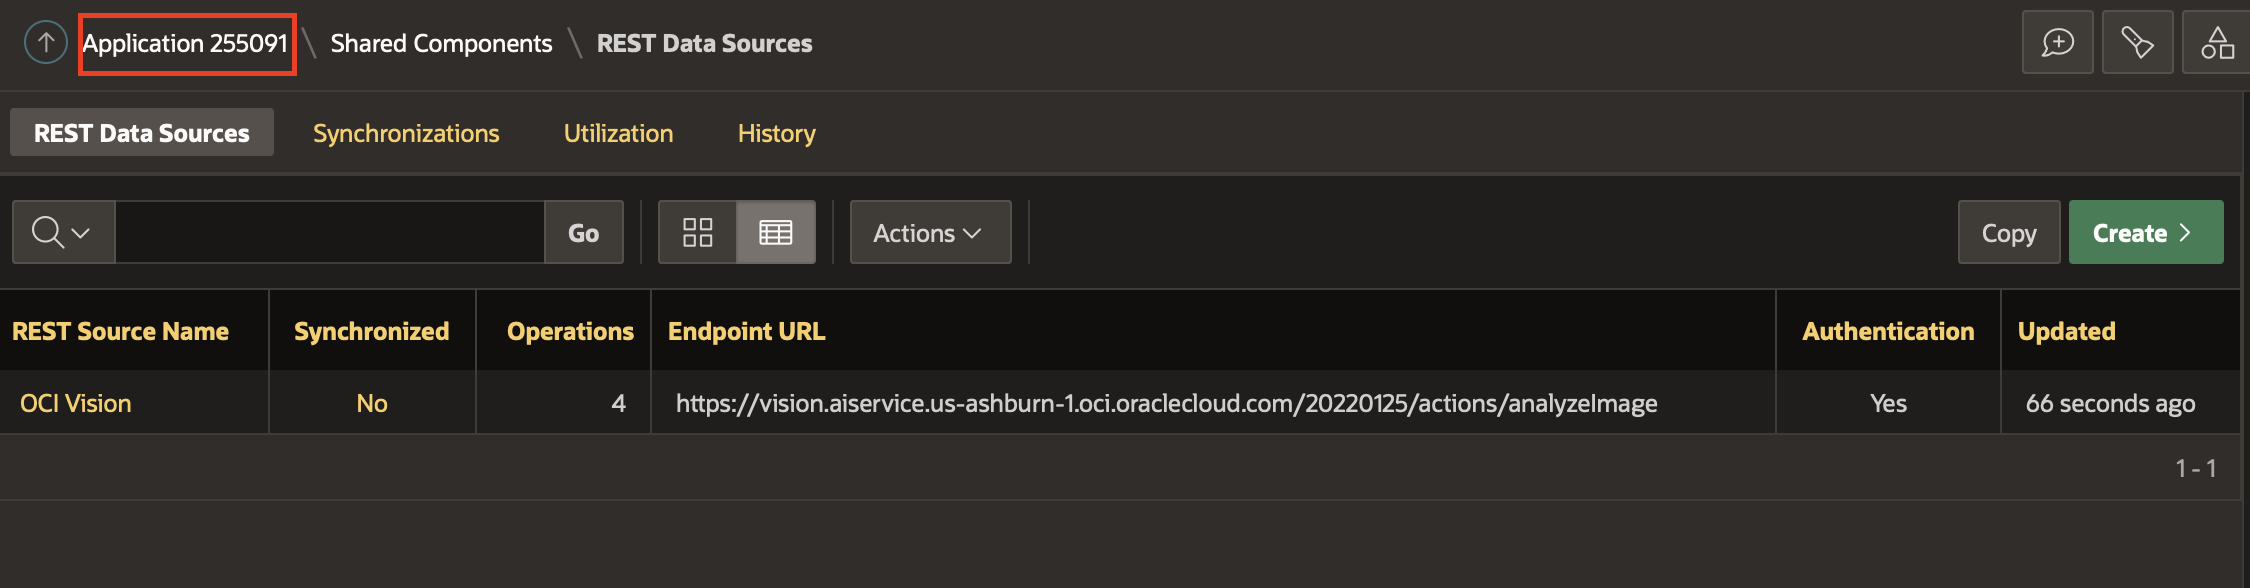 Application 255091 \ Shared Components \ REST Data Sources
REST Data Sources Synchronizations Utilization History
Go Actions Copy Create
REST Source Name Synchronized Operations Endpoint URL Authentication Updated
OCI Vision No 4 https://vision.aiservice.us-ashburn-1.oci.oraclecloud.com/20220125/actions/analyzeImage Yes 66 seconds ago
1 - 1